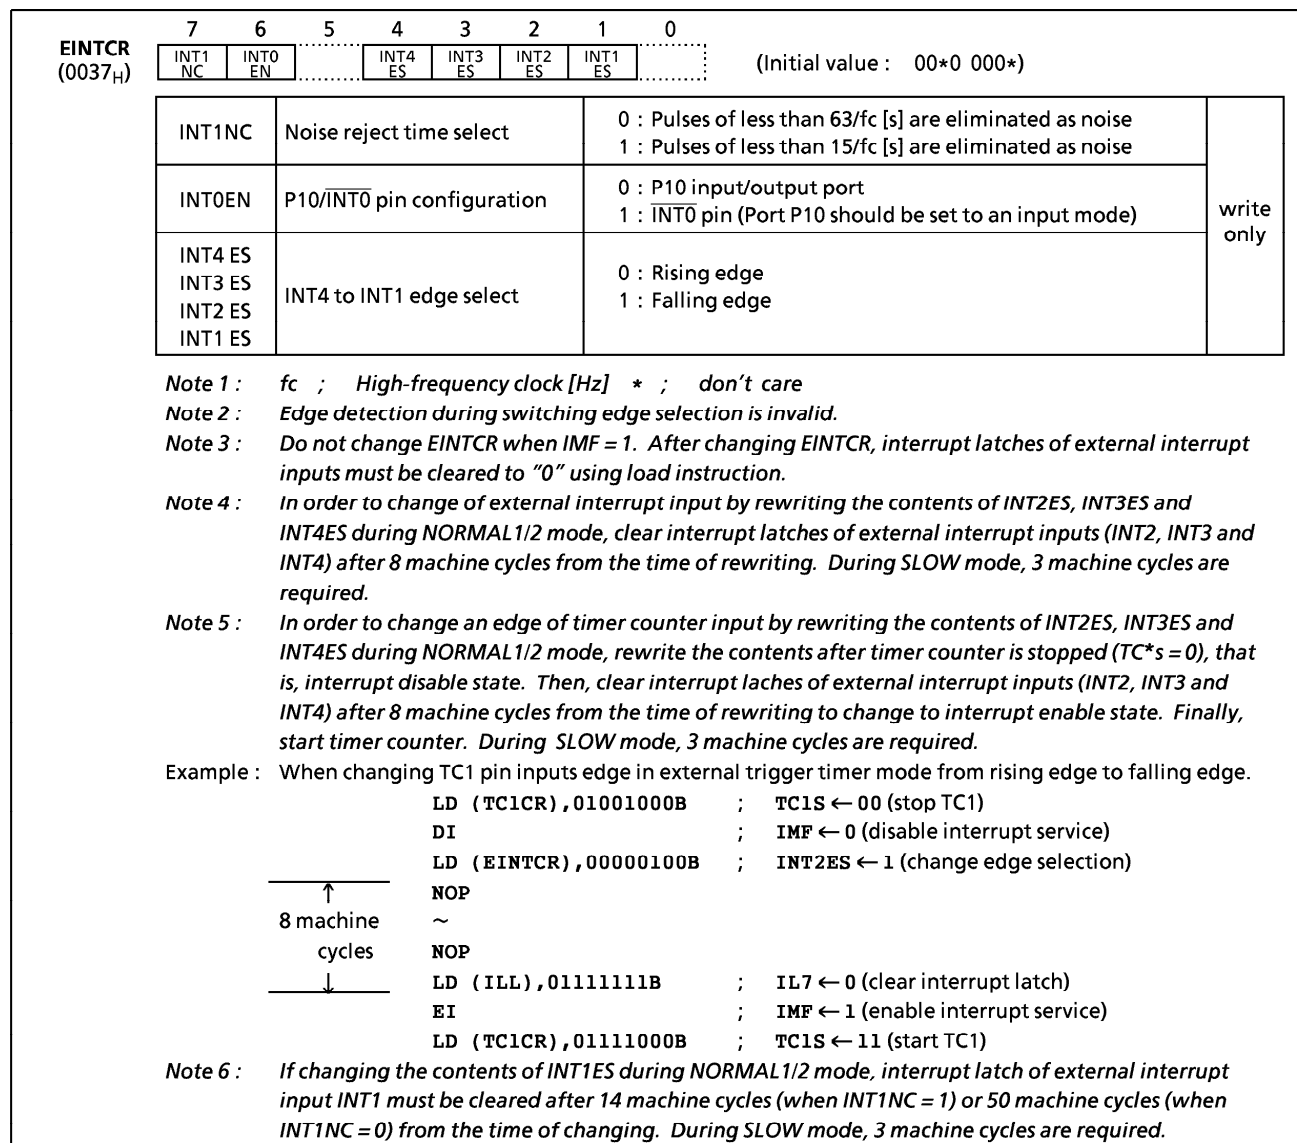 7 6 5 4 3 2 1 0
EINTCR
(0037H)
INT1 NC INT0 EN INT4 ES INT3 ES INT2 ES INT1 ES
(Initial value : 00*0 000*)
INT1NC Noise reject time select
0 : Pulses of less than 63/fc [s] are eliminated as noise
1 : Pulses of less than 15/fc [s] are eliminated as noise
INT0EN P10/INT0 pin configuration
0 : P10 input/output port
1 : INT0 pin (Port P10 should be set to an input mode)
INT4 ES
INT3 ES
INT2 ES
INT1 ES
INT4 to INT1 edge select
0 : Rising edge
1 : Falling edge
write
only
Note 1 : fc ; High-frequency clock [Hz] * ; don't care
Note 2 : Edge detection during switching edge selection is invalid.
Note 3 : Do not change EINTCR when IMF = 1. After changing EINTCR, interrupt latches of external interrupt
inputs must be cleared to "0" using load instruction.
Note 4 : In order to change of external interrupt input by rewriting the contents of INT2ES, INT3ES and
INT4ES during NORMAL1/2 mode, clear interrupt latches of external interrupt inputs (INT2, INT3 and
INT4) after 8 machine cycles from the time of rewriting. During SLOW mode, 3 machine cycles are
required.
Note 5 : In order to change an edge of timer counter input by rewriting the contents of INT2ES, INT3ES and
INT4ES during NORMAL1/2 mode, rewrite the contents after timer counter is stopped (TC*s = 0), that
is, interrupt disable state. Then, clear interrupt laches of external interrupt inputs (INT2, INT3 and
INT4) after 8 machine cycles from the time of rewriting to change to interrupt enable state. Finally,
start timer counter. During SLOW mode, 3 machine cycles are required.
Example : When changing TC1 pin inputs edge in external trigger timer mode from rising edge to falling edge.
LD (TC1CR),01001000B ; TC1S ← 00 (stop TC1)
DI ; IMF ← 0 (disable interrupt service)
LD (EINTCR),00000100B ; INT2ES ← 1 (change edge selection)
↑ NOP
8 machine ~
cycles NOP
↓ LD (ILL),01111111B ; IL7 ← 0 (clear interrupt latch)
EI ; IMF ← 1 (enable interrupt service)
LD (TC1CR),01111000B ; TC1S ← 11 (start TC1)
Note 6 : If changing the contents of INT1ES during NORMAL1/2 mode, interrupt latch of external interrupt
input INT1 must be cleared after 14 machine cycles (when INT1NC = 1) or 50 machine cycles (when
INT1NC = 0) from the time of changing. During SLOW mode, 3 machine cycles are required.